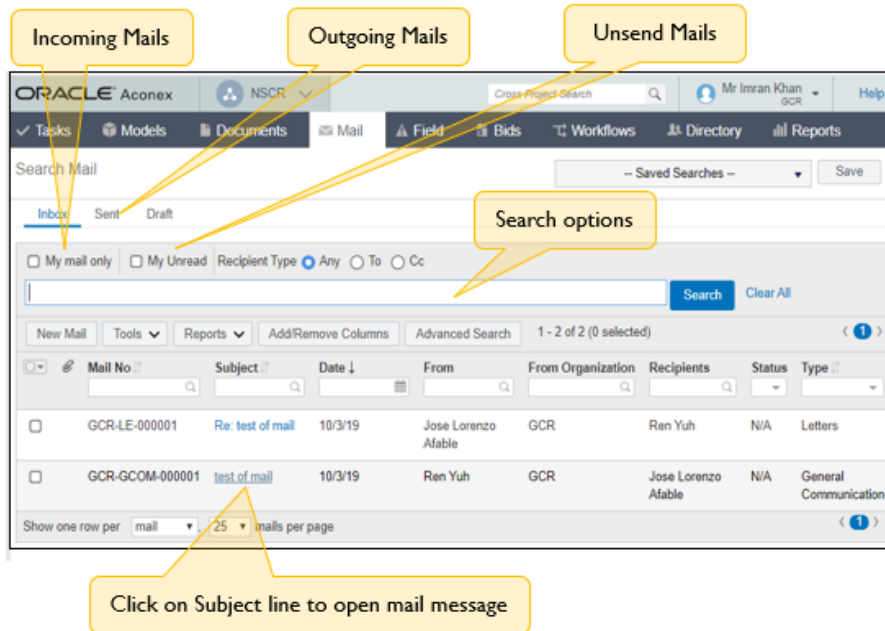 Incoming Mails
Outgoing Mails
Unsend Mails
ORACLE Aconex NSCR Cross Project Search Mr Imran Khan Help
GCR
Tasks Models Documents Mail Field Bids Workflows Directory Reports
Search Mail -- Saved Searches -- Save
Inbox Sent Draft
Search options
My mail only My Unread Recipient Type Any To Cc
Search Clear All
New Mail Tools Reports Add/Remove Columns Advanced Search 1 - 2 of 2 (0 selected) 1
Mail No Subject Date ↓ From From Organization Recipients Status Type
GCR-LE-000001 Re: test of mail 10/3/19 Jose Lorenzo GCR Ren Yuh N/A Letters
Afable
GCR-GCOM-000001 test of mail 10/3/19 Ren Yuh GCR Jose Lorenzo N/A General
Afable Communication
Show one row per mail , 25 mails per page 1
Click on Subject line to open mail message